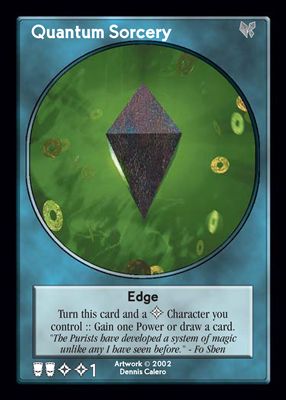 Quantum Sorcery
Edge
Turn this card and a Character you
control :: Gain one Power or draw a card.
"The Purists have developed a system of magic
unlike any I have seen before." - Fo Shen
1
Artwork © 2002
Dennis Calero